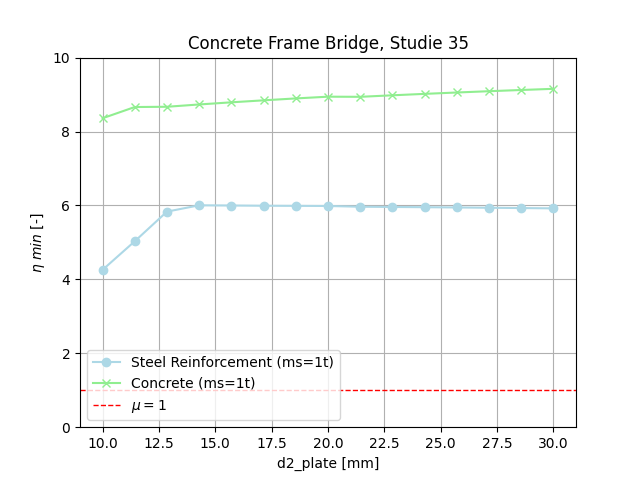 Concrete Frame Bridge, Studie 35
η min [-]
10
8
6
4
2
0
Steel Reinforcement (ms=1t)
Concrete (ms=1t)
μ = 1
10.0 12.5 15.0 17.5 20.0 22.5 25.0 27.5 30.0
d2_plate [mm]